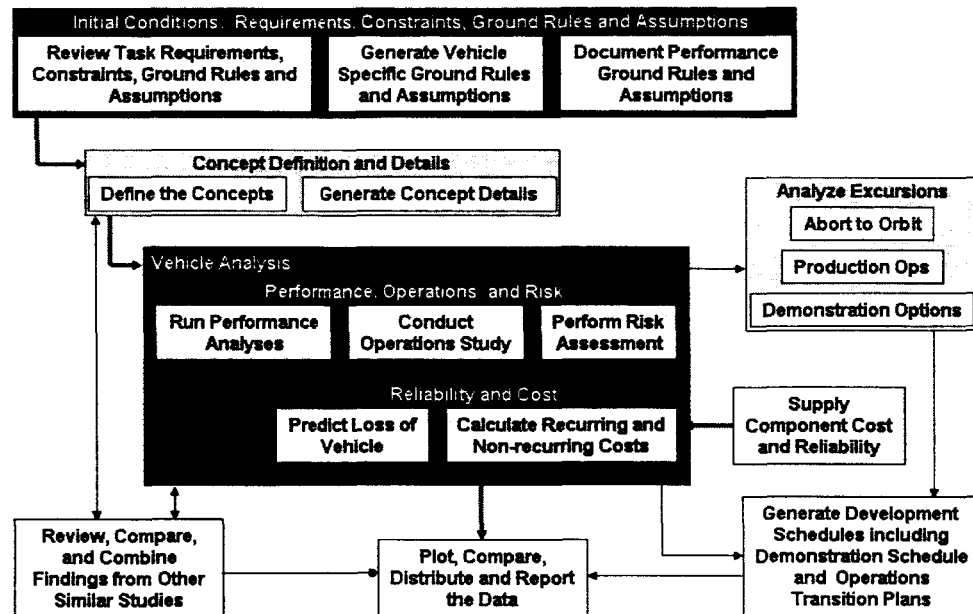 Initial Conditions: Requirements, Constraints, Ground Rules and Assumptions
Review Task Requirements,
Constraints, Ground Rules and
Assumptions
Generate Vehicle
Specific Ground Rules
and Assumptions
Document Performance
Ground Rules and
Assumptions
Concept Definition and Details
Define the Concepts
Generate Concept Details
Analyze Excursions
Abort to Orbit
Production Ops
Demonstration Options
Vehicle Analysis
Performance, Operations and Risk
Run Performance
Analyses
Conduct
Operations Study
Perform Risk
Assessment
Reliability and Cost
Predict Loss of
Vehicle
Calculate Recurring and
Non-recurring Costs
Supply
Component Cost
and Reliability
Review, Compare,
and Combine
Findings from Other
Similar Studies
Plot, Compare,
Distribute and Report
the Data
Generate Development
Schedules including
Demonstration Schedule
and Operations
Transition Plans